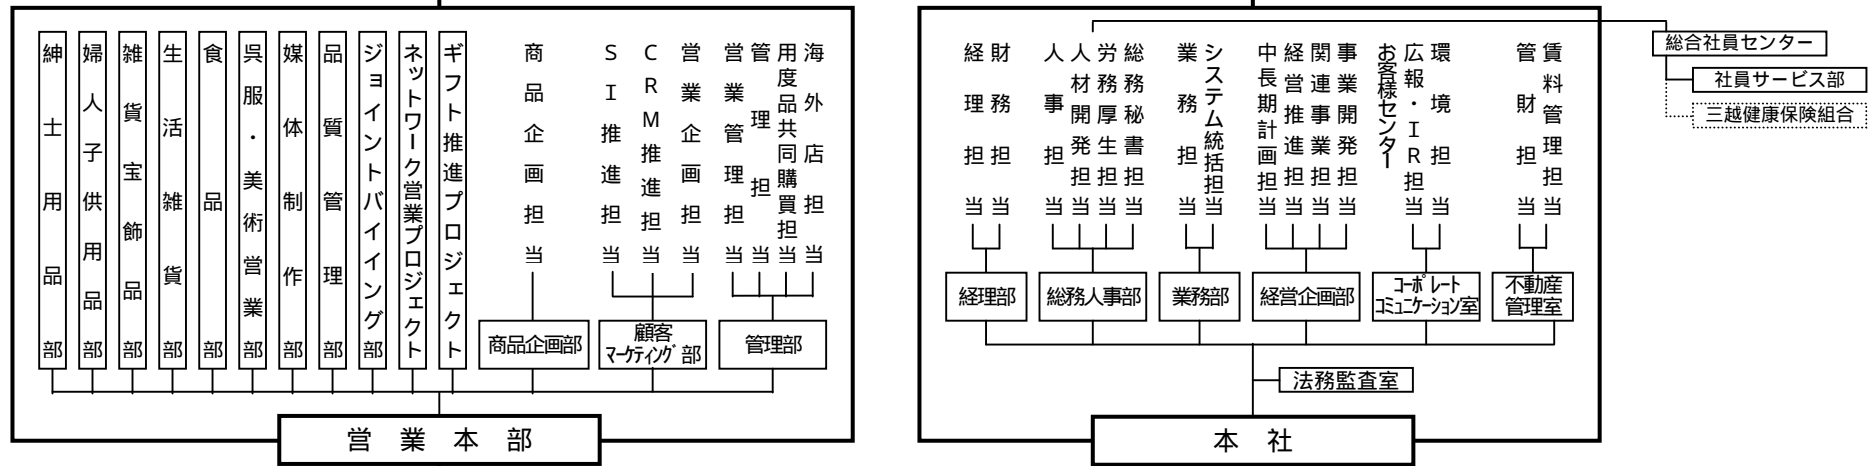 紳士用品部
婦人子供用品部
雑貨宝飾品部
生活雑貨部
食品部
呉服・美術営業部
媒体制作部
品質管理部
ジョイントバイイング部
ネットワーク営業プロジェクト
ギフト推進プロジェクト
商品企画担当
商品企画部
SI推進担当
CRM推進担当
営業企画担当
顧客
マーケティング部
営業管理担当
管理担当
用度品共同購買担当
海外店担当
管理部
営業本部
経理担当
財務担当
経理部
人事担当
人材開発担当
労務厚生担当
総務秘書担当
総務人事部
業務担当
システム統括担当
業務部
中長期計画担当
経営推進担当
関連事業担当
事業開発担当
経営企画部
お客様センター
広報・IR担当
環境担当
コーポレート
コミュニケーション室
管財担当
賃料管理担当
不動産
管理室
法務監査室
本社
総合社員センター
社員サービス部
三越健康保険組合